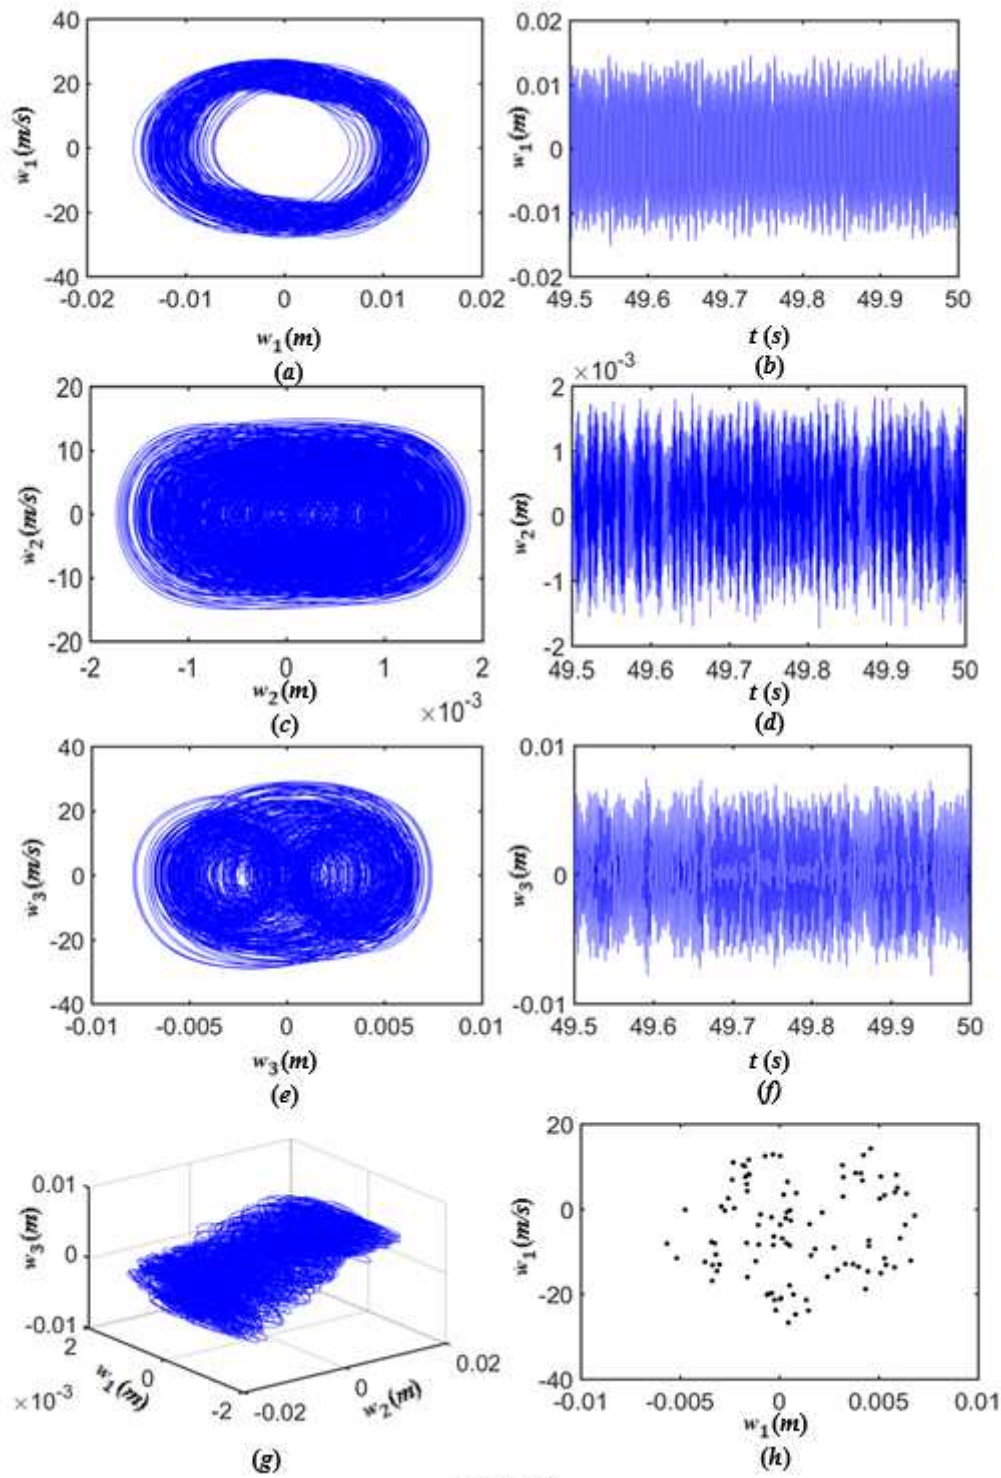 40
20
0
-20
-40
-0.02 -0.01 0 0.01 0.02
ẇ₁(m/s)
w₁(m)
(a)
0.02
0.01
0
-0.01
-0.02
49.5 49.6 49.7 49.8 49.9 50
w₁(m)
t (s)
(b)
20
10
0
-10
-20
-2 -1 0 1 2
ẇ₂(m/s)
w₂(m)
×10⁻³
(c)
×10⁻³
2
1
0
-1
-2
49.5 49.6 49.7 49.8 49.9 50
w₂(m)
t (s)
(d)
40
20
0
-20
-40
-0.01 -0.005 0 0.005 0.01
ẇ₃(m/s)
w₃(m)
(e)
0.01
0
-0.01
49.5 49.6 49.7 49.8 49.9 50
w₃(m)
t (s)
(f)
0.01
0
-0.01
w₃(m)
2
0
-2
×10⁻³
w₁(m)
-0.02
0
0.02
w₂(m)
(g)
20
0
-20
-40
-0.01 -0.005 0 0.005 0.01
ẇ₁(m/s)
w₁(m)
(h)